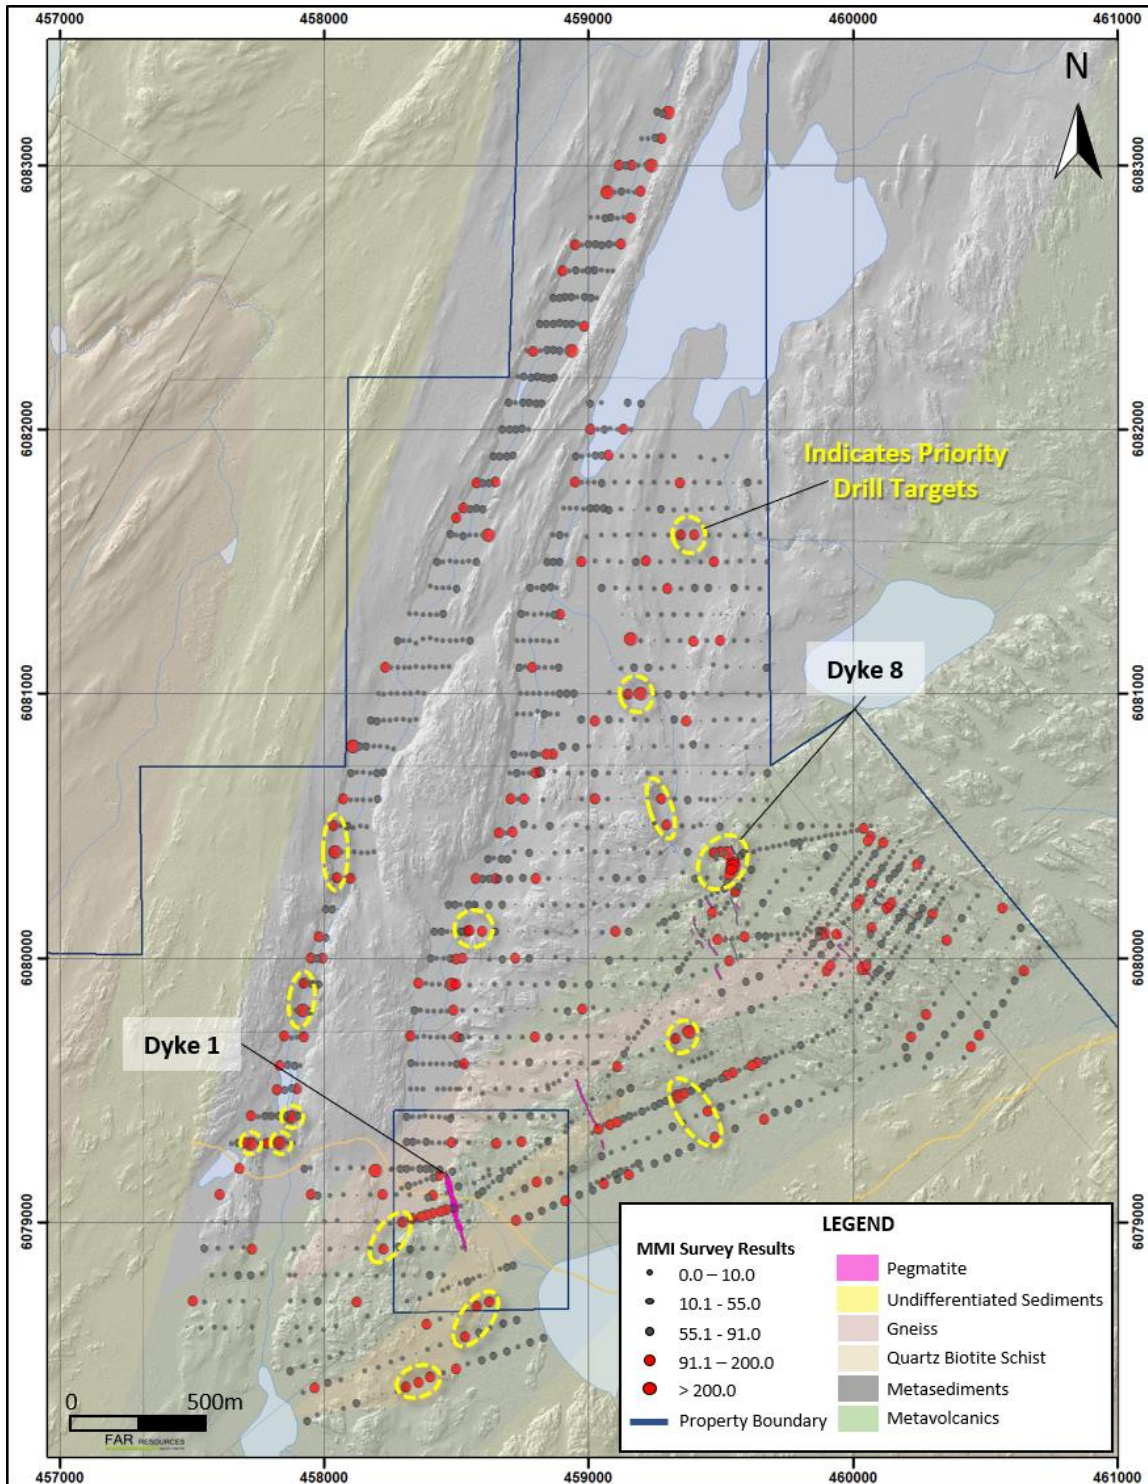 457000
458000
459000
460000
461000
N
6083000
6083000
6082000
6082000
Indicates Priority
Drill Targets
6081000
6081000
Dyke 8
6080000
6080000
Dyke 1
6079000
6079000
LEGEND
MMI Survey Results
0.0 – 10.0
10.1 - 55.0
55.1 - 91.0
91.1 – 200.0
> 200.0
Property Boundary
Pegmatite
Undifferentiated Sediments
Gneiss
Quartz Biotite Schist
Metasediments
Metavolcanics
0 500m
FAR RESOURCES
457000
458000
459000
460000
461000